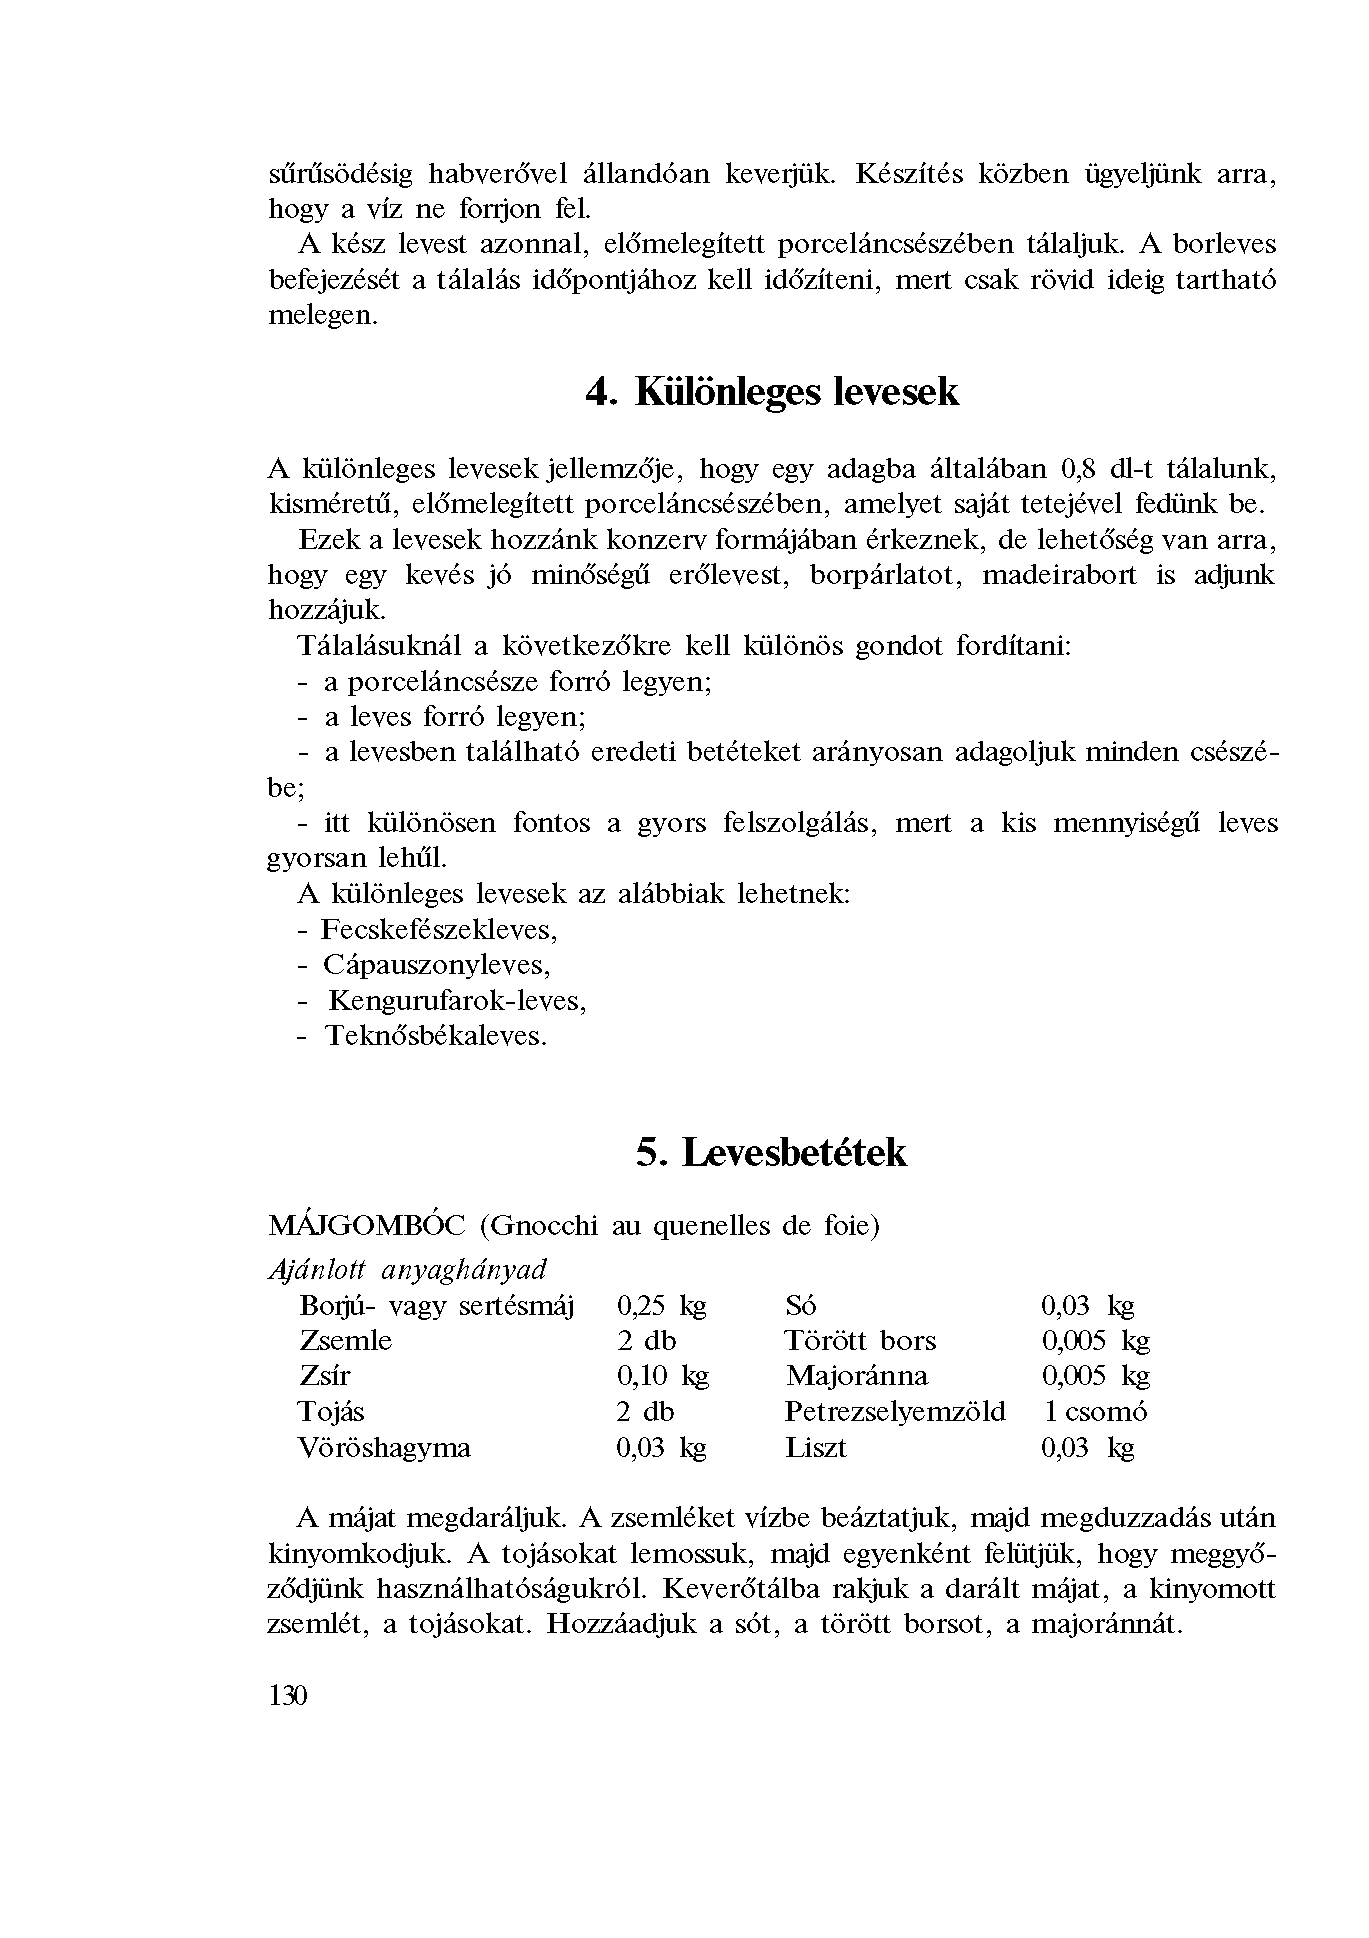 sűrűsödésig habverővel állandóan keverjük. Készítés közben ügyeljünk arra,
hogy a víz ne forrjon fel.
A kész levest azonnal, előmelegített porceláncsészében tálaljuk. A borleves
befejezését a tálalás időpontjához kell időzíteni, mert csak rövid ideig tartható
melegen.
4. Különleges levesek
A különleges levesek jellemzője, hogy egy adagba általában 0,8 dl-t tálalunk,
kisméretű, előmelegített porceláncsészében, amelyet saját tetejével fedünk be.
Ezek a levesek hozzánk konzerv formájában érkeznek, de lehetőség van arra,
hogy egy kevés jó minőségű erőlevest, borpárlatot, madeirabort is adjunk
hozzájuk.
Tálalásuknál a következőkre kell különös gondot fordítani:
- a porceláncsésze forró legyen;
- a leves forró legyen;
- a levesben található eredeti betéteket arányosan adagoljuk minden csészé-
be;
- itt különösen fontos a gyors felszolgálás, mert a kis mennyiségű leves
gyorsan lehűl.
A különleges levesek az alábbiak lehetnek:
- Fecskefészekleves,
- Cápauszonyleves,
- Kengurufarok-leves,
- Teknősbékaleves.
5. Levesbetétek
MÁJGOMBÓC (Gnocchi au quenelles de foie)
Ajánlott anyaghányad
Borjú- vagy sertésmáj 0,25 kg Só 0,03 kg
Zsemle 2 db Törött bors 0,005 kg
Zsír 0,10 kg Majoránna 0,005 kg
Tojás 2 db Petrezselyemzöld 1 csomó
Vöröshagyma 0,03 kg Liszt 0,03 kg
A májat megdaráljuk. A zsemléket vízbe beáztatjuk, majd megduzzadás után
kinyomkodjuk. A tojásokat lemossuk, majd egyenként felütjük, hogy meggyő-
ződjünk használhatóságukról. Keverőtálba rakjuk a darált májat, a kinyomott
zsemlét, a tojásokat. Hozzáadjuk a sót, a törött borsot, a majoránnát.
130